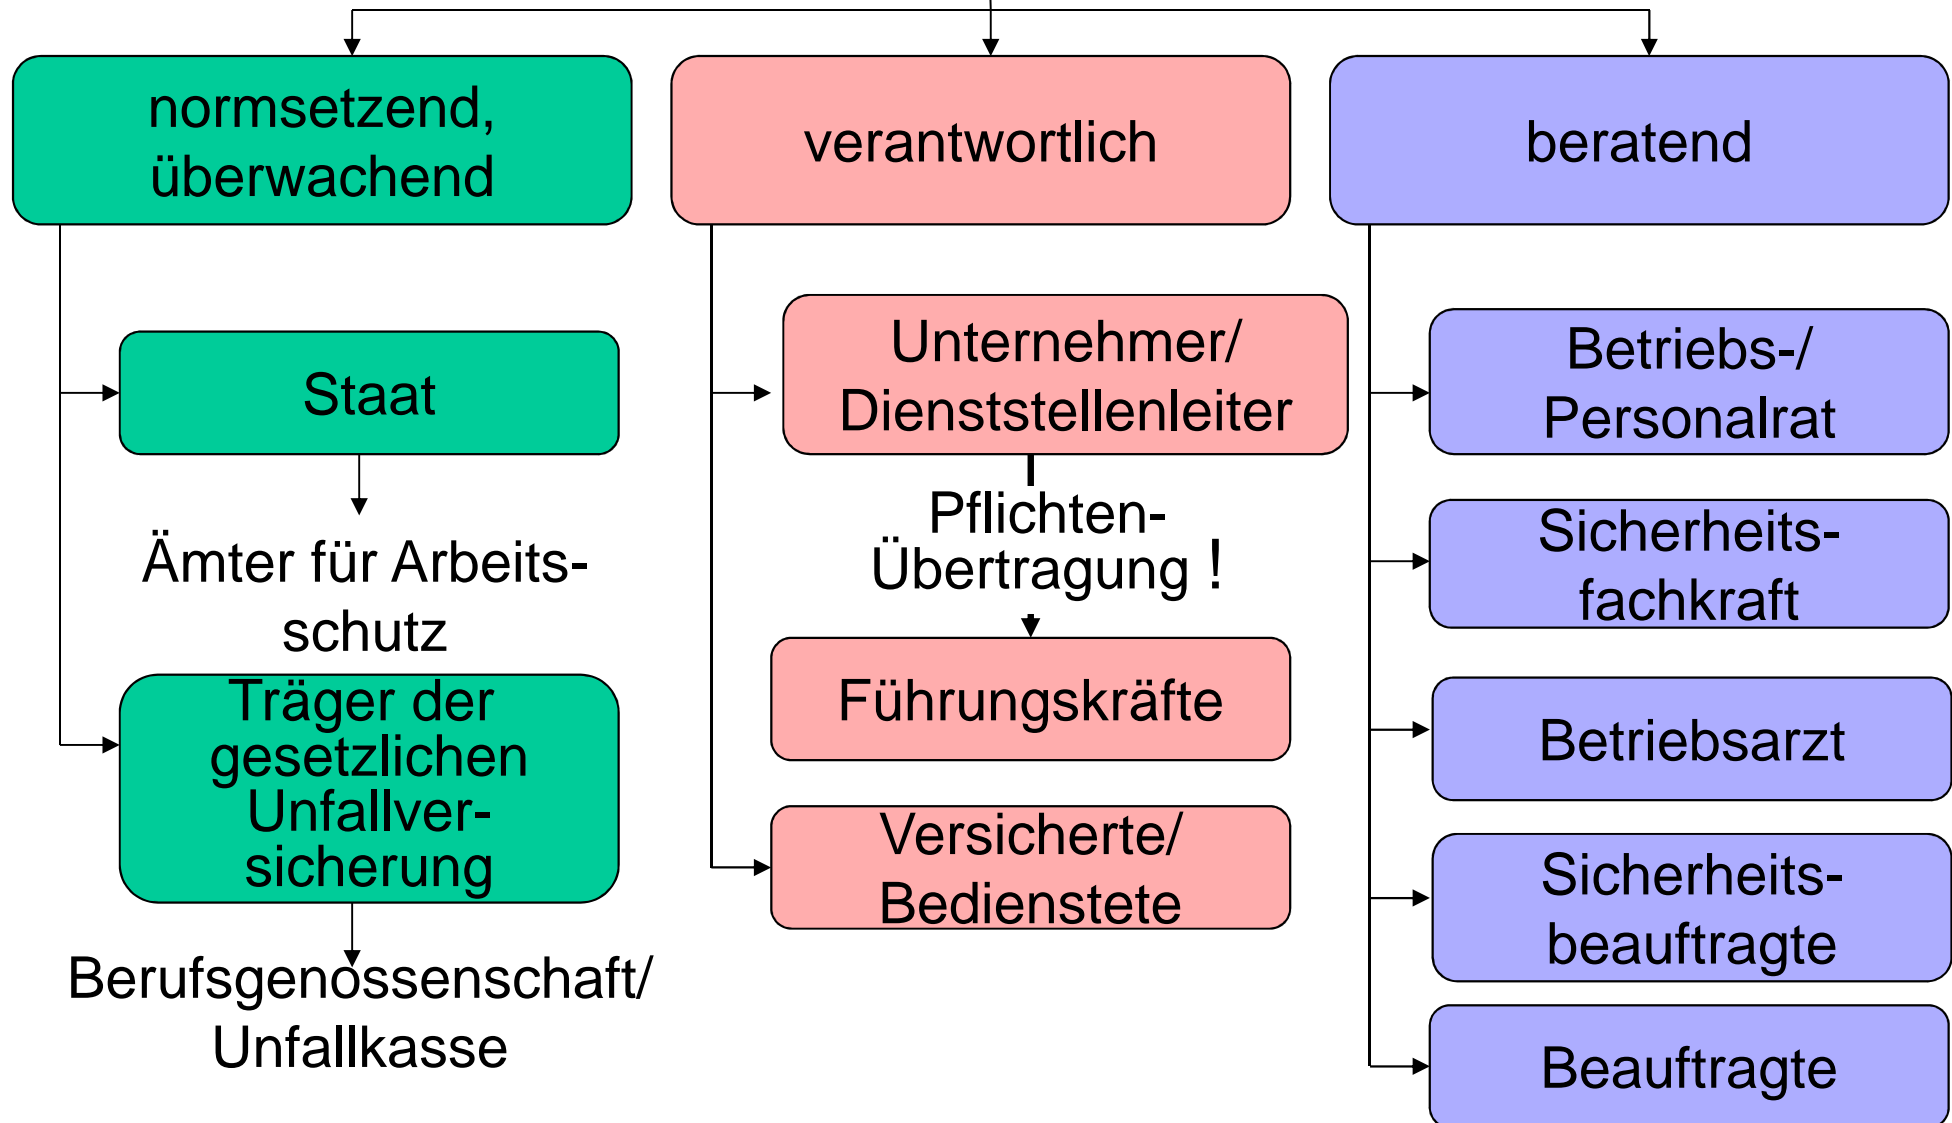 normsetzend,
überwachend
Staat
Ämter für Arbeits-
schutz
Träger der
gesetzlichen
Unfallver-
sicherung
Berufsgenossenschaft/
Unfallkasse
verantwortlich
Unternehmer/
Dienststellenleiter
Pflichten-
Übertragung !
Führungskräfte
Versicherte/
Bedienstete
beratend
Betriebs-/
Personalrat
Sicherheits-
fachkraft
Betriebsarzt
Sicherheits-
beauftragte
Beauftragte